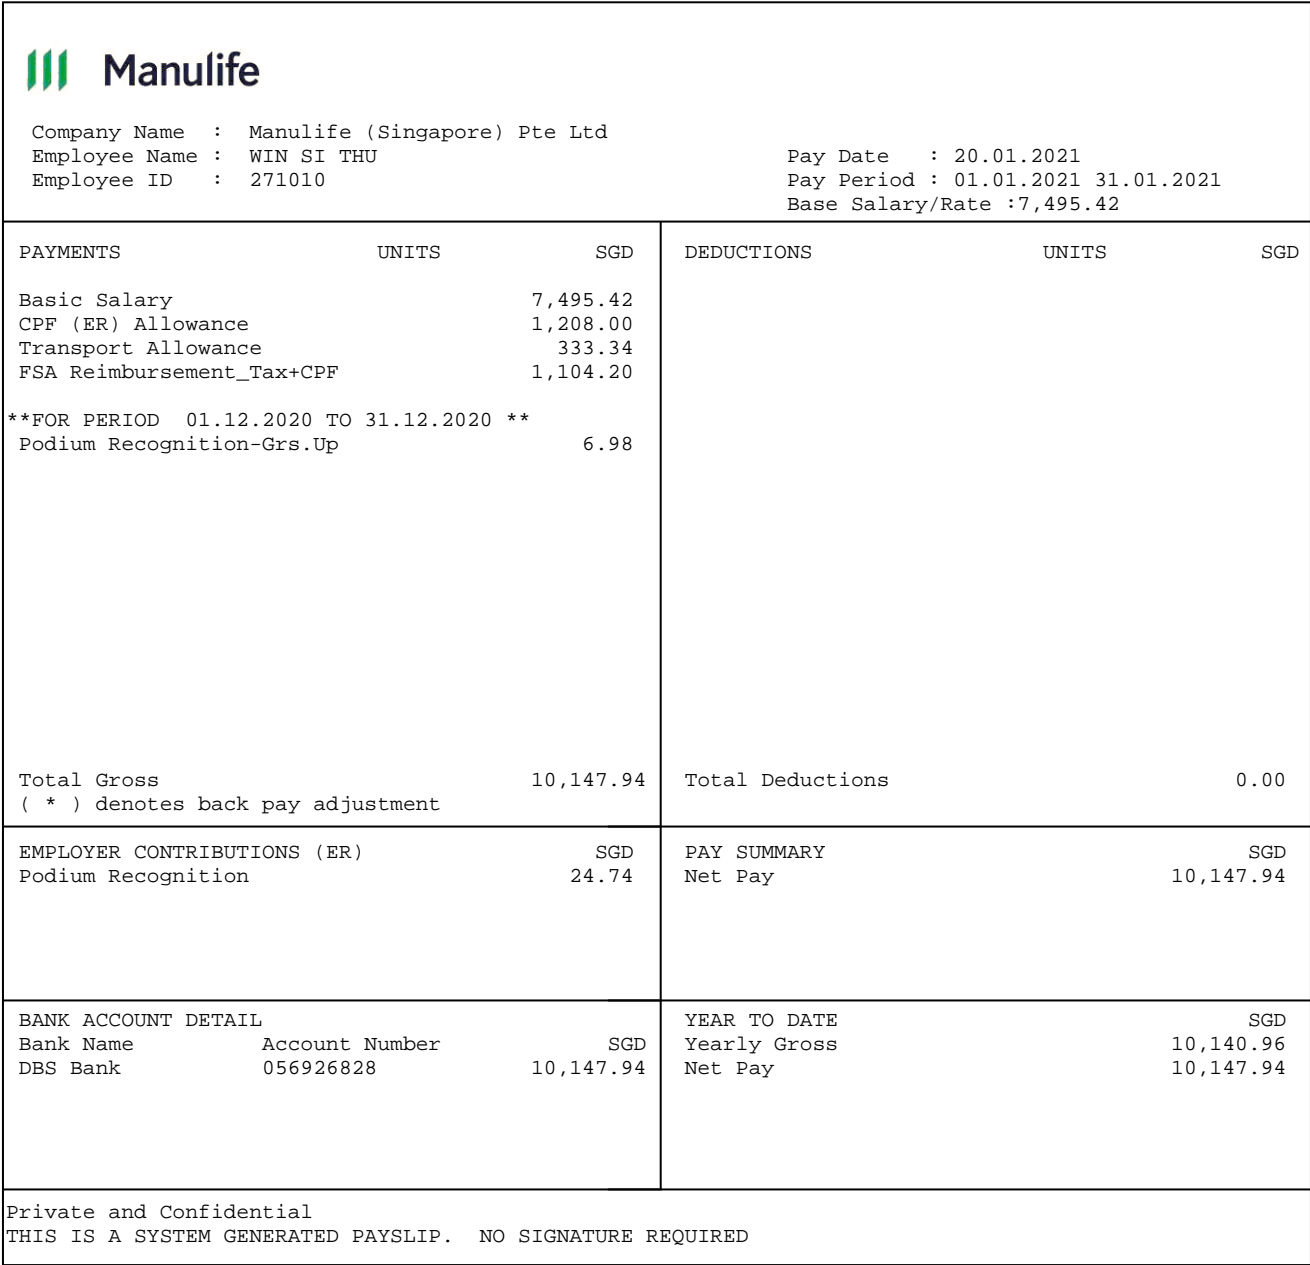 Manulife
Company Name : Manulife (Singapore) Pte Ltd
Employee Name : WIN SI THU
Employee ID : 271010
Pay Date : 20.01.2021
Pay Period : 01.01.2021 31.01.2021
Base Salary/Rate :7,495.42
PAYMENTS UNITS SGD
Basic Salary 7,495.42
CPF (ER) Allowance 1,208.00
Transport Allowance 333.34
FSA Reimbursement_Tax+CPF 1,104.20
**FOR PERIOD 01.12.2020 TO 31.12.2020 **
Podium Recognition-Grs.Up 6.98
Total Gross 10,147.94
( * ) denotes back pay adjustment
DEDUCTIONS UNITS SGD
Total Deductions 0.00
EMPLOYER CONTRIBUTIONS (ER) SGD
Podium Recognition 24.74
PAY SUMMARY SGD
Net Pay 10,147.94
BANK ACCOUNT DETAIL
Bank Name Account Number SGD
DBS Bank 056926828 10,147.94
YEAR TO DATE SGD
Yearly Gross 10,140.96
Net Pay 10,147.94
Private and Confidential
THIS IS A SYSTEM GENERATED PAYSLIP. NO SIGNATURE REQUIRED